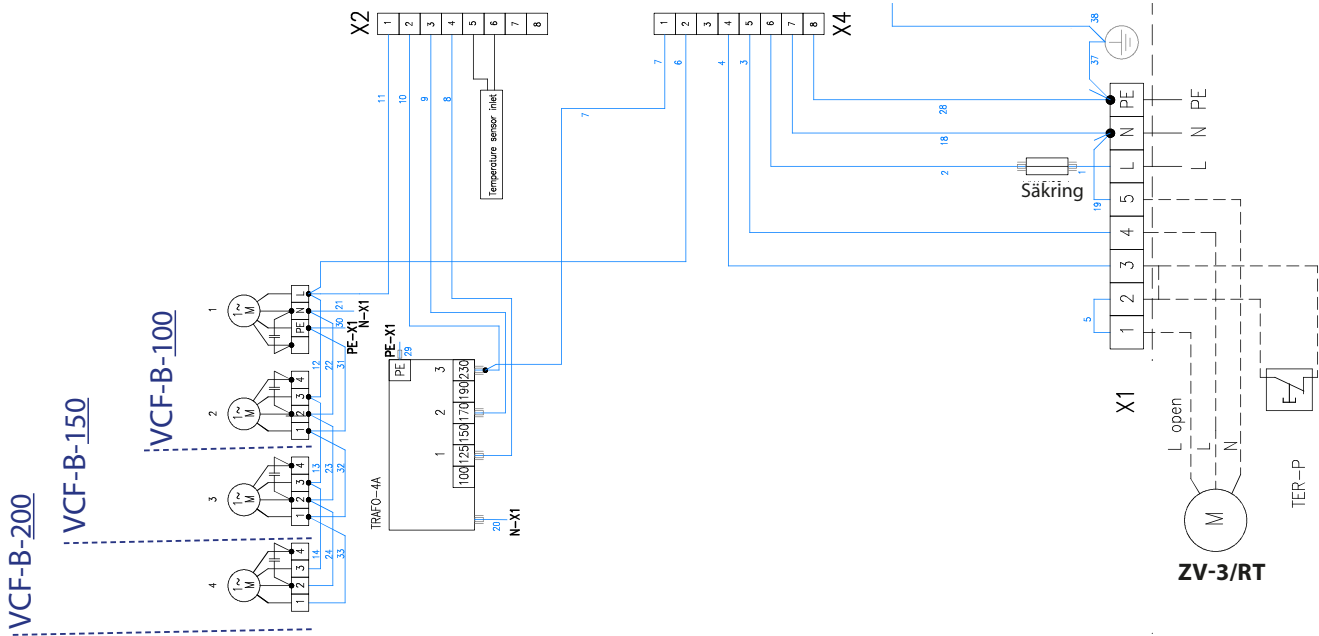 X2
1 2 3 4 5 6 7 8
11 10 9 8
Temperature sensor inlet
X4
1 2 3 4 5 6 7 8
7 6 4 3
7
28
18
2
1
19
37
38
5
Säkring
X1
PE N L 5 4 3 2 1
PE
N
L
L open
L
N
M
ZV-3/RT
TER-P
VCF-B-100
VCF-B-150
VCF-B-200
1
1~
M
L N PE
21
30
N-X1
PE-X1
12 22 31
2
1~
M
4 3 2 1
13 23 32
3
1~
M
4 3 2 1
14 24 33
4
1~
M
4 3 2 1
PE-X1
29
PE
TRAFO-4A
3 2 1
230 190 170 150 125 100
20
N-X1